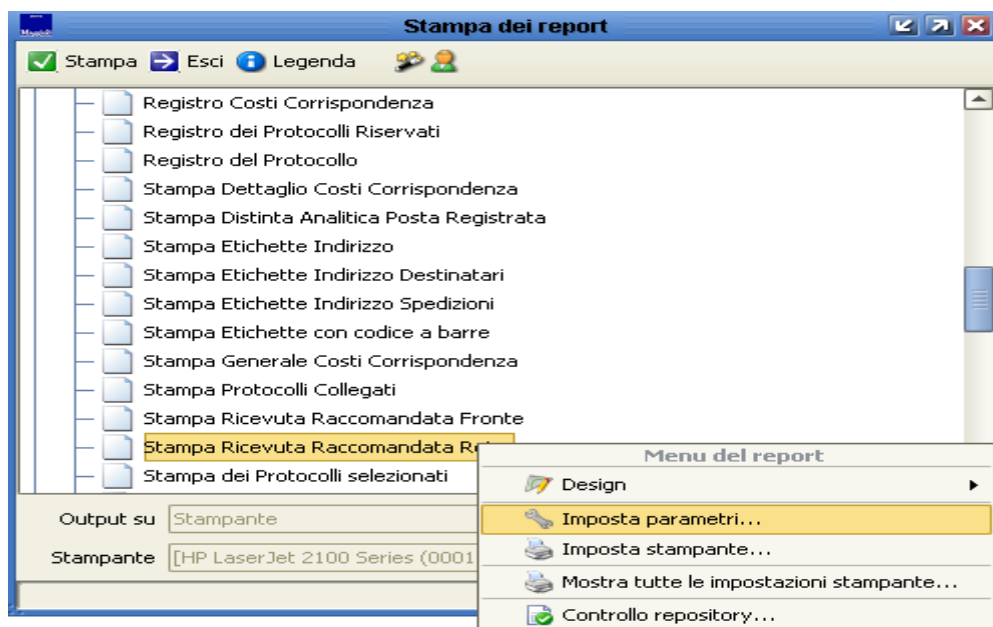 Stampa dei report
Stampa Esci Legenda
Registro Costi Corrispondenza
Registro dei Protocolli Riservati
Registro del Protocollo
Stampa Dettaglio Costi Corrispondenza
Stampa Distinta Analitica Posta Registrata
Stampa Etichette Indirizzo
Stampa Etichette Indirizzo Destinatari
Stampa Etichette Indirizzo Spedizioni
Stampa Etichette con codice a barre
Stampa Generale Costi Corrispondenza
Stampa Protocolli Collegati
Stampa Ricevuta Raccomandata Fronte
Stampa Ricevuta Raccomandata
Stampa dei Protocolli selezionati
Output su Stampante
Stampante [HP LaserJet 2100 Series (0001
Menu del report
Design
Imposta parametri...
Imposta stampante...
Mostra tutte le impostazioni stampante...
Controllo repository...